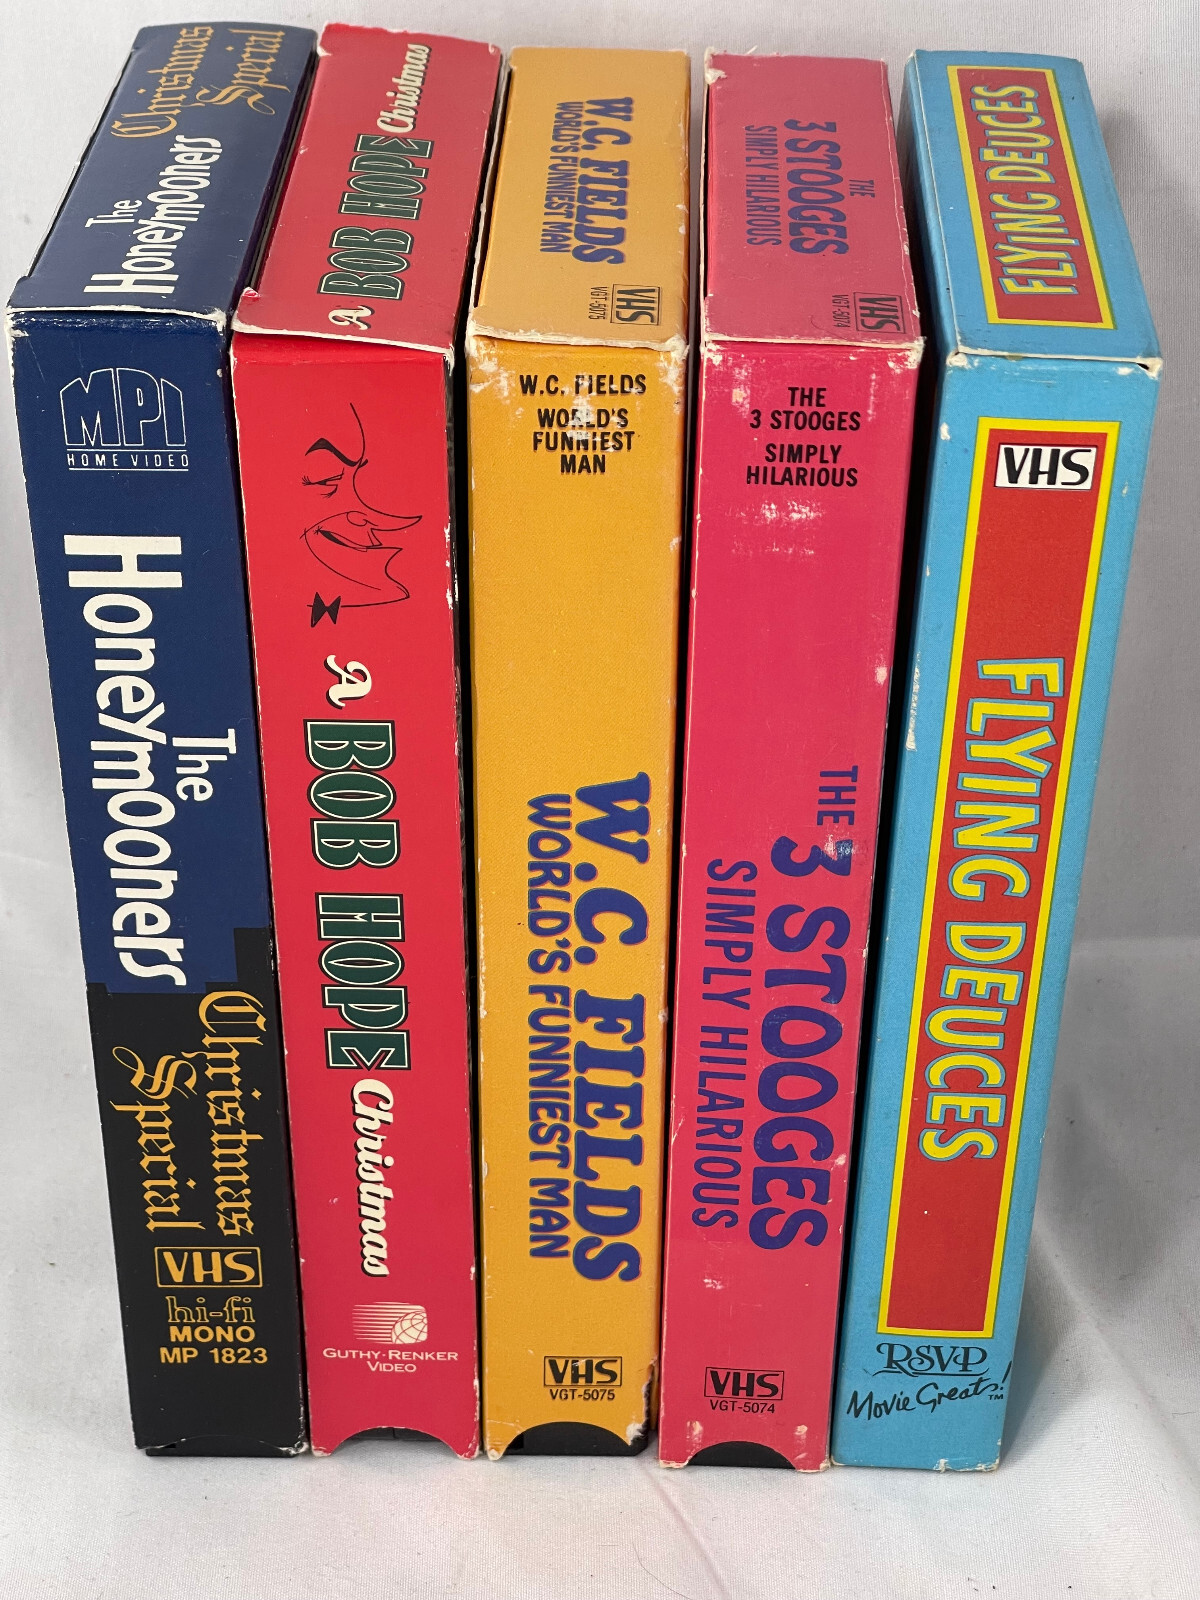 The
Honeymooners
Christmas
Special
MPI
HOME VIDEO
The
Honeymooners
Christmas
Special
VHS
hi-fi
MONO
MP 1823
A BOB HOPE Christmas
A BOB HOPE Christmas
GUTHY-RENKER
VIDEO
W.C. FIELDS
WORLD'S FUNNIEST MAN
VHS
VGT-5075
W.C. FIELDS
WORLD'S
FUNNIEST
MAN
W.C. FIELDS
WORLD'S FUNNIEST MAN
VHS
VGT-5075
THE
3 STOOGES
SIMPLY HILARIOUS
VHS
VGT-5074
THE
3 STOOGES
SIMPLY
HILARIOUS
THE
3 STOOGES
SIMPLY HILARIOUS
VHS
VGT-5074
FLYING DEUCES
VHS
FLYING DEUCES
RSVP
Movie Greats!
TM